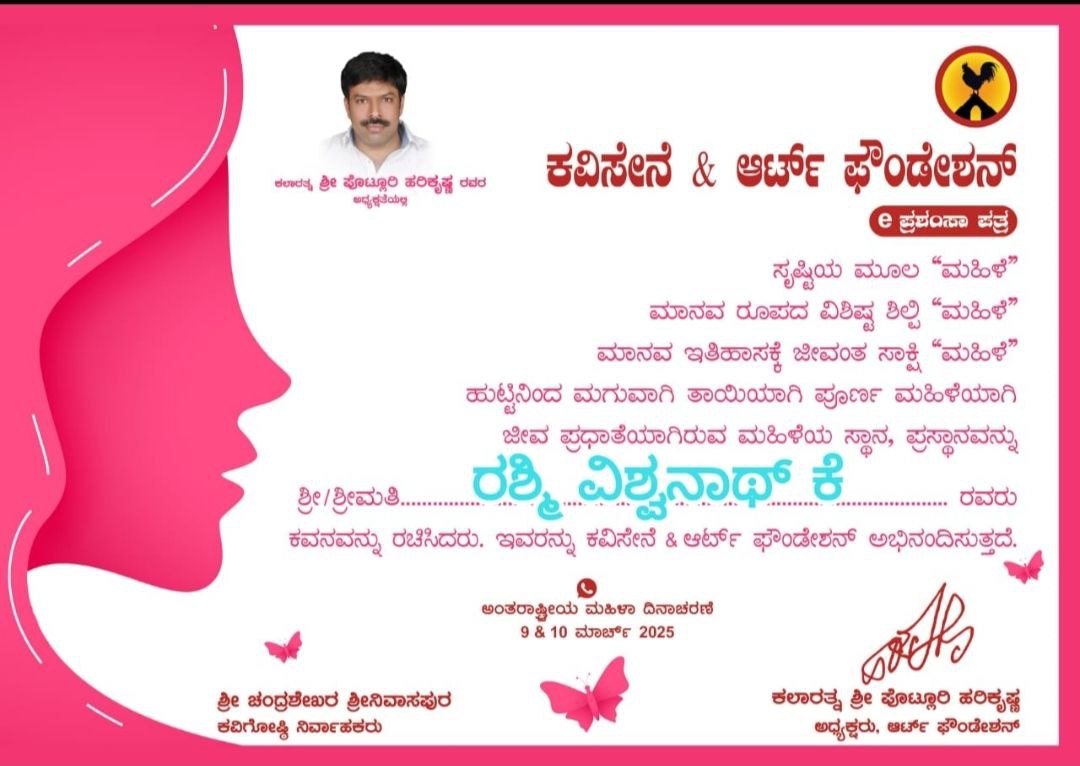 ಕಲಾರತ್ನ ಶ್ರೀ ಪೊಟ್ಲೂರಿ ಹರಿಕೃಷ್ಣ ರವರ
ಅಧ್ಯಕ್ಷತೆಯಲ್ಲಿ
ಕವಿಸೇನೆ & ಆರ್ಟ್ ಫೌಂಡೇಶನ್
e ಪ್ರಶಂಸಾ ಪತ್ರ
ಸೃಷ್ಟಿಯ ಮೂಲ “ಮಹಿಳೆ”
ಮಾನವ ರೂಪದ ವಿಶಿಷ್ಟ ಶಿಲ್ಪಿ “ಮಹಿಳೆ”
ಮಾನವ ಇತಿಹಾಸಕ್ಕೆ ಜೀವಂತ ಸಾಕ್ಷಿ “ಮಹಿಳೆ”
ಹುಟ್ಟಿನಿಂದ ಮಗುವಾಗಿ ತಾಯಿಯಾಗಿ ಪೂರ್ಣ ಮಹಿಳೆಯಾಗಿ
ಜೀವ ಪ್ರಧಾತೆಯಾಗಿರುವ ಮಹಿಳೆಯ ಸ್ಥಾನ, ಪ್ರಸ್ಥಾನವನ್ನು
ಶ್ರೀ/ಶ್ರೀಮತಿ.......... ರಶ್ಮಿ ವಿಶ್ವನಾಥ್ ಕೆ .......... ರವರು
ಕವನವನ್ನು ರಚಿಸಿದರು. ಇವರನ್ನು ಕವಿಸೇನೆ & ಆರ್ಟ್ ಫೌಂಡೇಶನ್ ಅಭಿನಂದಿಸುತ್ತದೆ.
ಅಂತರಾಷ್ಟ್ರೀಯ ಮಹಿಳಾ ದಿನಾಚರಣೆ
9 & 10 ಮಾರ್ಚ್ 2025
ಶ್ರೀ ಚಂದ್ರಶೇಖರ ಶ್ರೀನಿವಾಸಪುರ
ಕವಿಗೋಷ್ಠಿ ನಿರ್ವಾಹಕರು
ಕಲಾರತ್ನ ಶ್ರೀ ಪೊಟ್ಲೂರಿ ಹರಿಕೃಷ್ಣ
ಅಧ್ಯಕ್ಷರು, ಆರ್ಟ್ ಫೌಂಡೇಶನ್